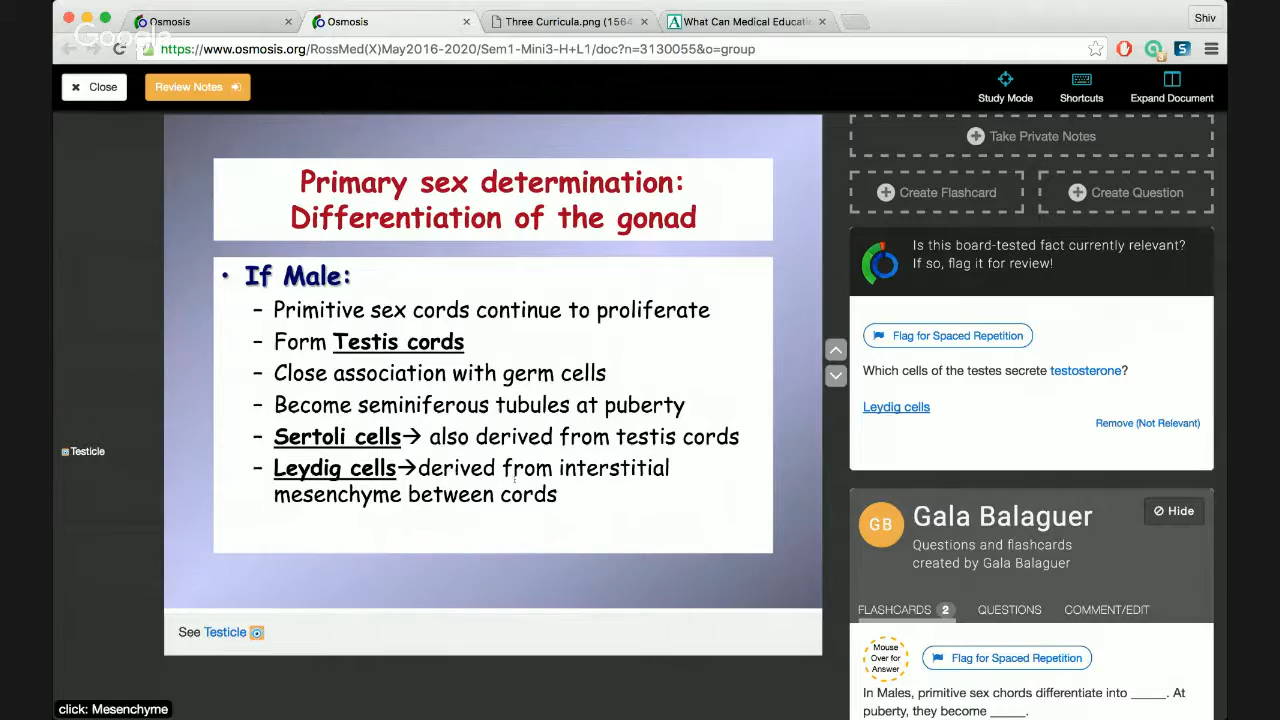 Osmosis
Osmosis
Three Curricula.png (1564
What Can Medical Educati
Shiv
Google
https://www.osmosis.org/RossMed(X)May2016-2020/Sem1-Mini3-H+L1/doc?n=3130055&o=group
Close
Review Notes
Study Mode
Shortcuts
Expand Document
Primary sex determination:
Differentiation of the gonad
• If Male:
– Primitive sex cords continue to proliferate
– Form Testis cords
– Close association with germ cells
– Become seminiferous tubules at puberty
– Sertoli cells→ also derived from testis cords
– Leydig cells→derived from interstitial
mesenchyme between cords
See Testicle
Testicle
click: Mesenchyme
Take Private Notes
Create Flashcard
Create Question
Is this board-tested fact currently relevant?
If so, flag it for review!
Flag for Spaced Repetition
Which cells of the testes secrete testosterone?
Leydig cells
Remove (Not Relevant)
GB
Gala Balaguer
Hide
Questions and flashcards
created by Gala Balaguer
FLASHCARDS 2
QUESTIONS
COMMENT/EDIT
Mouse
Over for
Answer
Flag for Spaced Repetition
In Males, primitive sex chords differentiate into _____. At
puberty, they become _____.